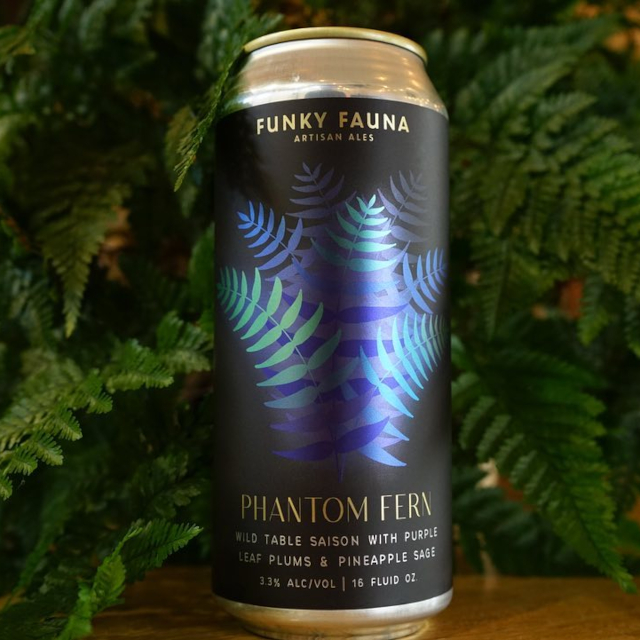 FUNKY FAUNA
ARTISAN ALES
PHANTOM FERN
WILD TABLE SAISON WITH PURPLE
LEAF PLUMS & PINEAPPLE SAGE
3.3% ALC/VOL | 16 FLUID OZ.